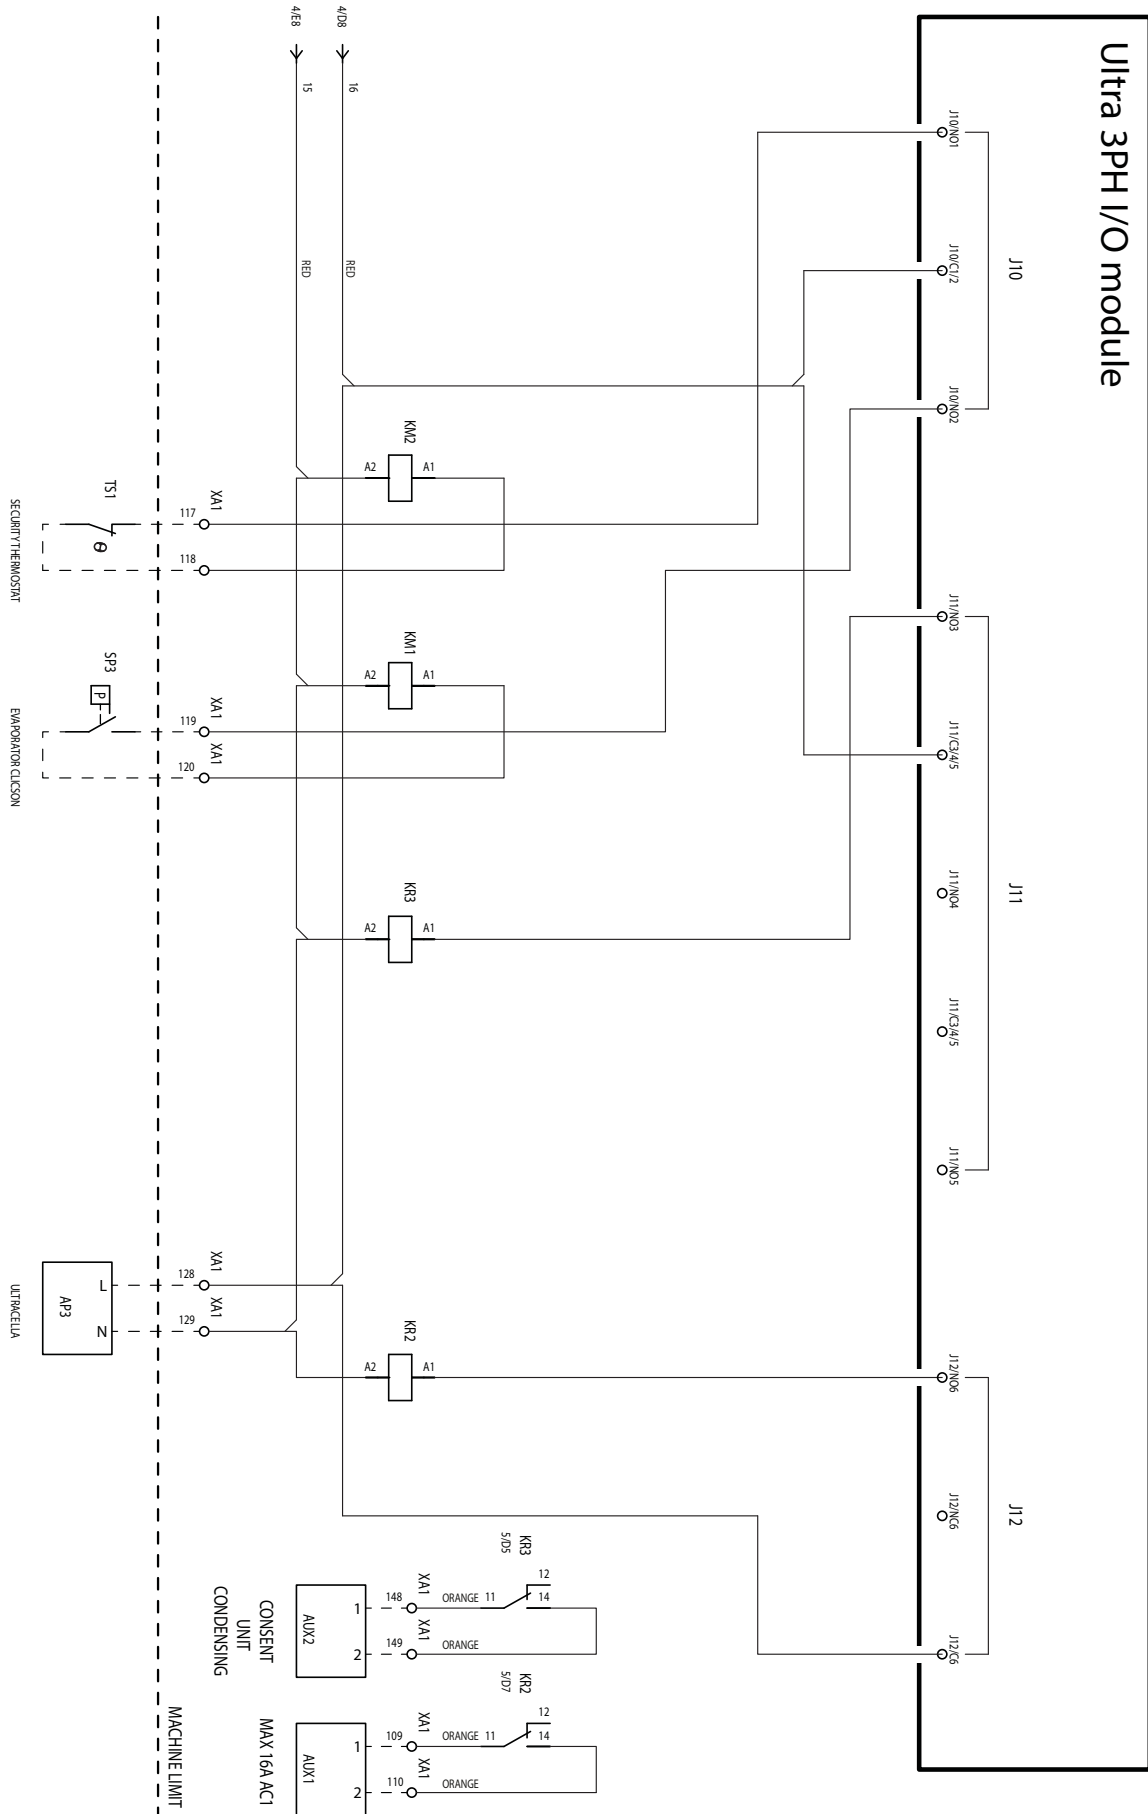 Ultra 3PH I/O module
J10
J11
J12
J10/NO1
J10/C1/2
J10/NO2
J11/NO3
J11/C3/4/5
J11/NO4
J11/C3/4/5
J11/NO5
J12/NO6
J12/NC6
J12/C6
4/D8
16
RED
4/E8
15
RED
KM2
A2
A1
KM1
A2
A1
KR3
A2
A1
KR2
A2
A1
KR3
5/D5
12
11
14
ORANGE
ORANGE
KR2
5/D7
12
11
14
ORANGE
ORANGE
XA1
148
XA1
149
XA1
109
XA1
110
1
2
AUX2
1
2
AUX1
CONSENT
UNIT
CONDENSING
MAX 16A AC1
XA1
117
118
XA1
119
XA1
120
XA1
128
XA1
129
MACHINE LIMIT
TS1
θ
SP3
P
L
N
AP3
SECURITY THERMOSTAT
EVAPORATOR CLICSON
ULTRACELLA